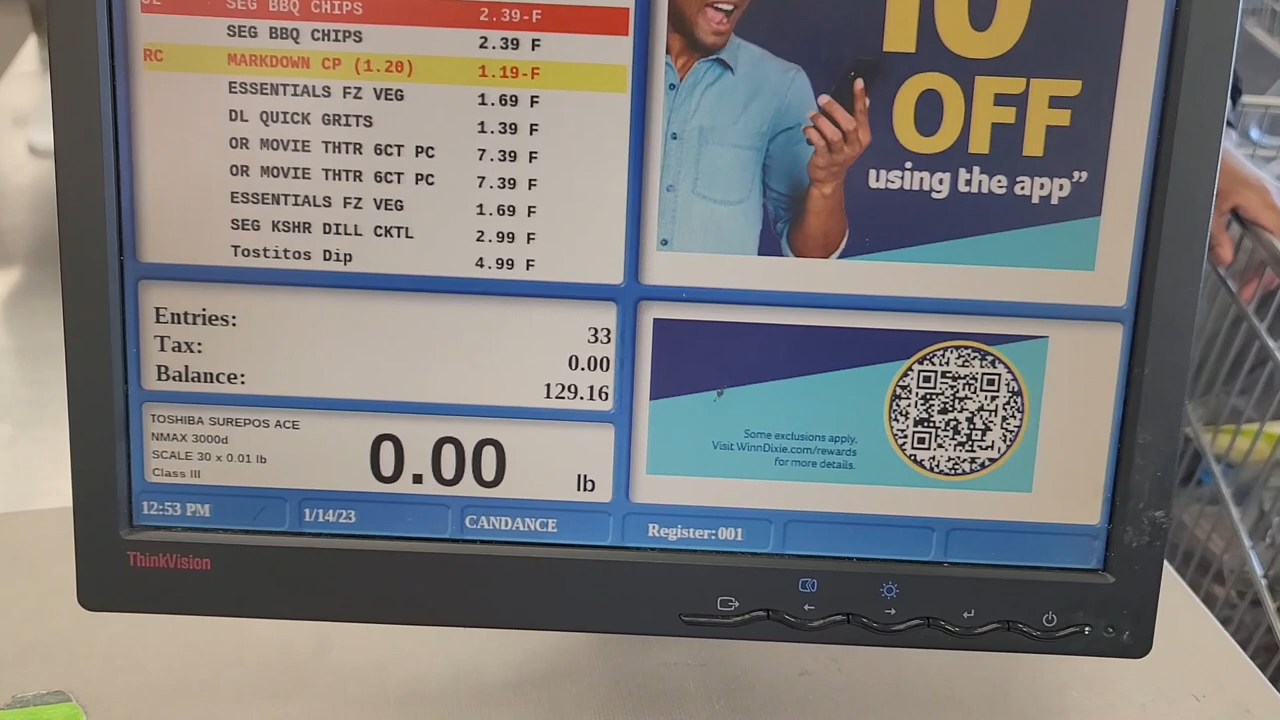 SEG BBQ CHIPS 2.39-F
SEG BBQ CHIPS 2.39 F
RC MARKDOWN CP (1.20) 1.19-F
ESSENTIALS FZ VEG 1.69 F
DL QUICK GRITS 1.39 F
OR MOVIE THTR 6CT PC 7.39 F
OR MOVIE THTR 6CT PC 7.39 F
ESSENTIALS FZ VEG 1.69 F
SEG KSHR DILL CKTL 2.99 F
Tostitos Dip 4.99 F
Entries: 33
Tax: 0.00
Balance: 129.16
TOSHIBA SUREPOS ACE
NMAX 3000d
SCALE 30 x 0.01 lb
Class III
0.00 lb
12:53 PM 1/14/23 CANDANCE Register:001
10
OFF
using the app”
Some exclusions apply.
Visit WinnDixie.com/rewards
for more details.
ThinkVision